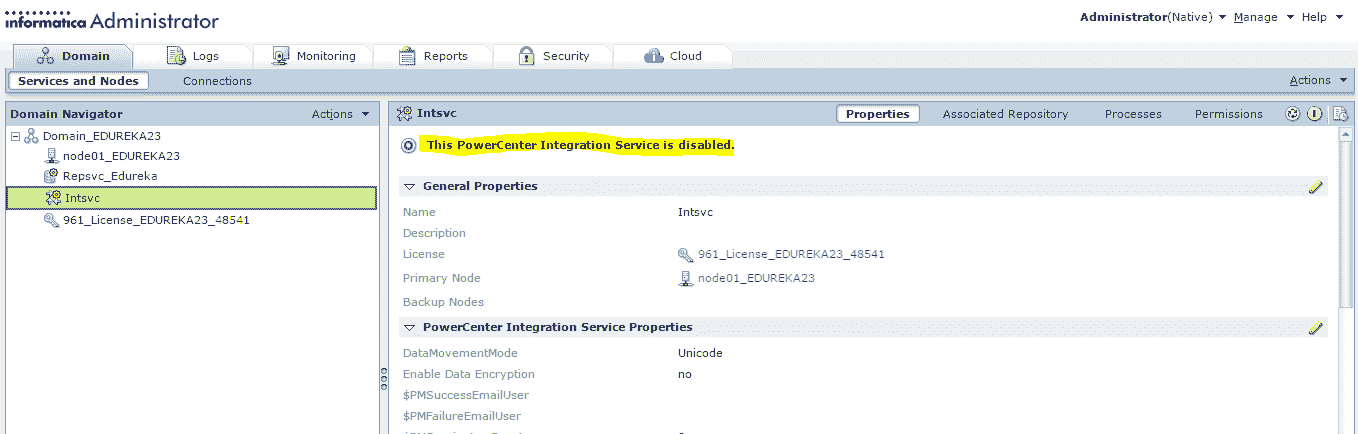 informatica Administrator
Administrator(Native) Manage Help
Domain Logs Monitoring Reports Security Cloud
Services and Nodes Connections Actions
Domain Navigator Actions
Domain_EDUREKA23
node01_EDUREKA23
Repsvc_Edureka
Intsvc
961_License_EDUREKA23_48541
Intsvc Properties Associated Repository Processes Permissions
This PowerCenter Integration Service is disabled.
General Properties
Name Intsvc
Description
License 961_License_EDUREKA23_48541
Primary Node node01_EDUREKA23
Backup Nodes
PowerCenter Integration Service Properties
DataMovementMode Unicode
Enable Data Encryption no
$PMSuccessEmailUser
$PMFailureEmailUser